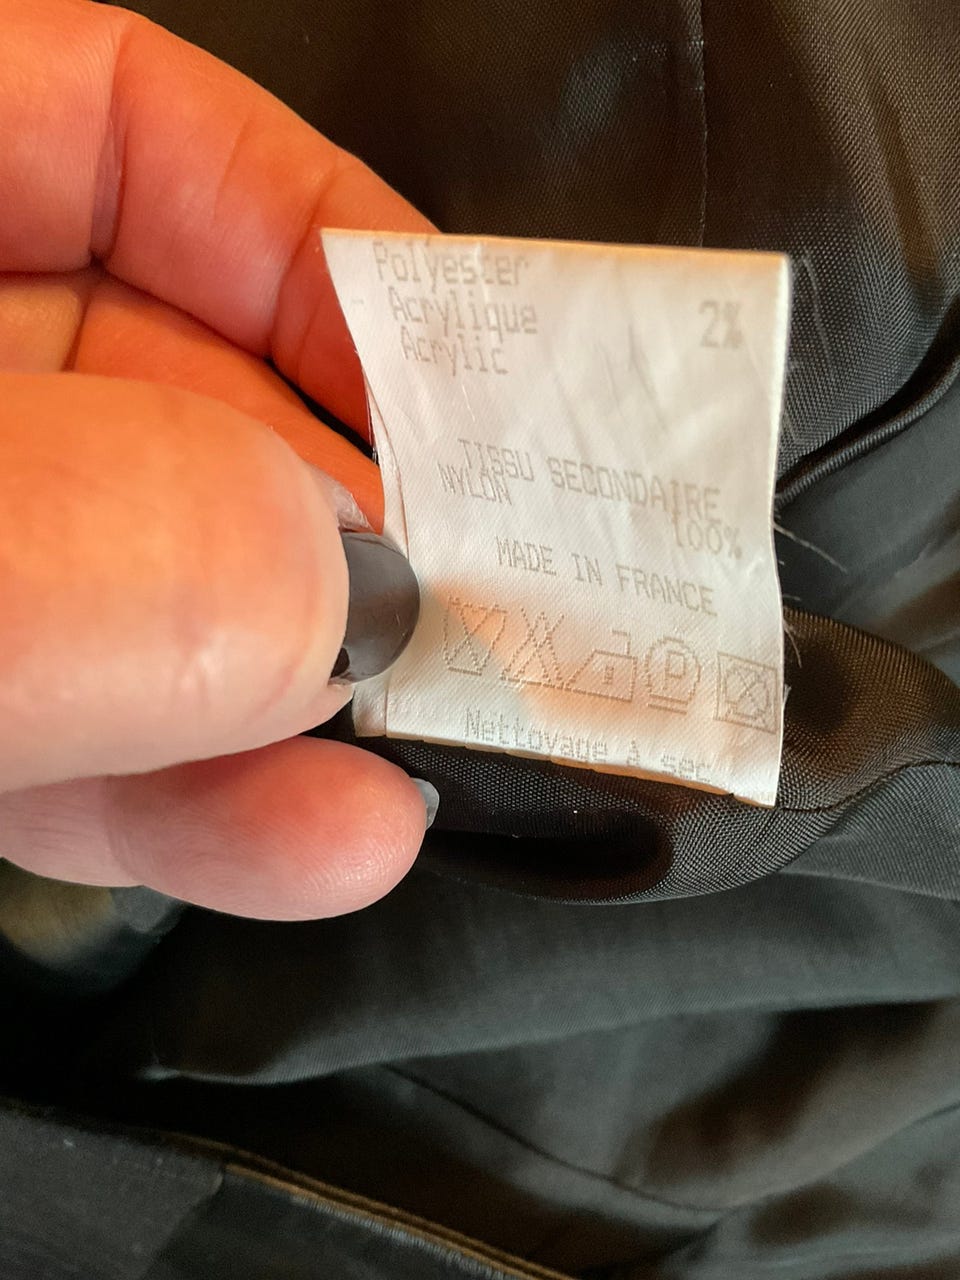 Polyester
Acrylique 2%
Acrylic
TISSU SECONDAIRE
NYLON 100%
MADE IN FRANCE
P
Nettoyage A sec